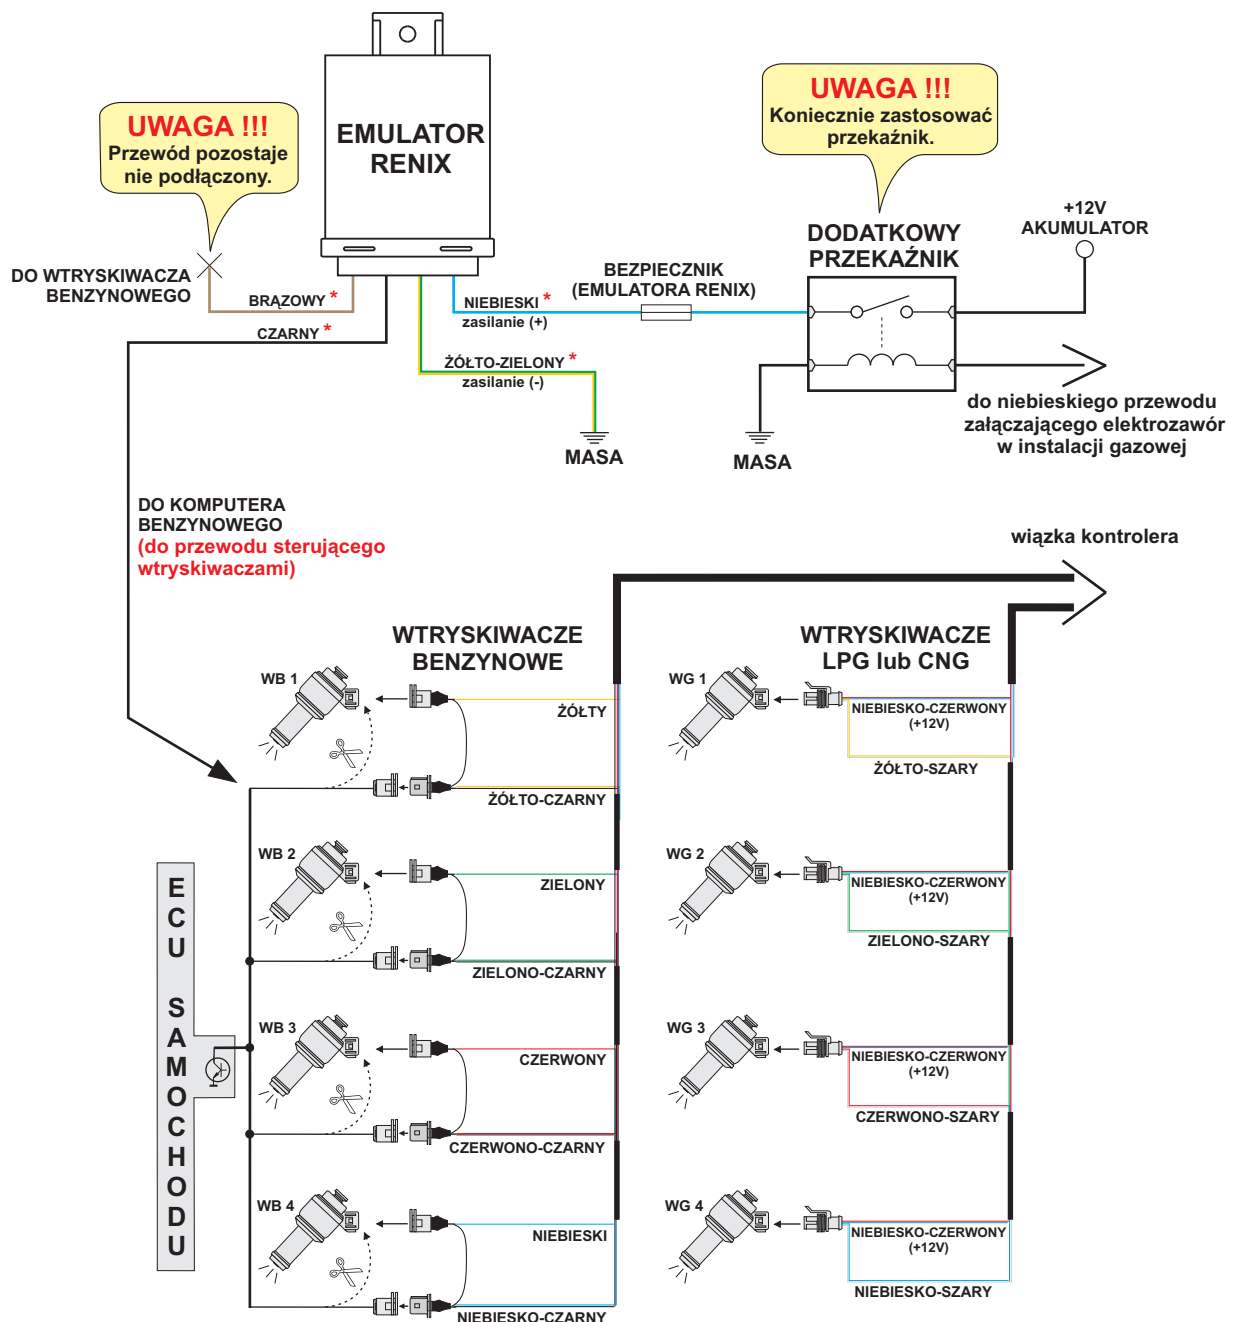 UWAGA !!!
Przewód pozostaje
nie podłączony.
EMULATOR
RENIX
UWAGA !!!
Koniecznie zastosować
przekaźnik.
+12V
AKUMULATOR
DODATKOWY
PRZEKAŹNIK
DO WTRYSKIWACZA
BENZYNOWEGO
BRĄZOWY *
CZARNY *
NIEBIESKI *
zasilanie (+)
BEZPIECZNIK
(EMULATORA RENIX)
ŻÓŁTO-ZIELONY *
zasilanie (-)
MASA
MASA
do niebieskiego przewodu
załączającego elektrozawór
w instalacji gazowej
DO KOMPUTERA
BENZYNOWEGO
(do przewodu sterującego
wtryskiwaczami)
wiązka kontrolera
WTRYSKIWACZE
BENZYNOWE
WTRYSKIWACZE
LPG lub CNG
WB 1
ŻÓŁTY
ŻÓŁTO-CZARNY
WG 1
NIEBIESKO-CZERWONY
(+12V)
ŻÓŁTO-SZARY
WB 2
ZIELONY
ZIELONO-CZARNY
WG 2
NIEBIESKO-CZERWONY
(+12V)
ZIELONO-SZARY
ECU SAMOCHODU
WB 3
CZERWONY
CZERWONO-CZARNY
WG 3
NIEBIESKO-CZERWONY
(+12V)
CZERWONO-SZARY
WB 4
NIEBIESKI
NIEBIESKO-CZARNY
WG 4
NIEBIESKO-CZERWONY
(+12V)
NIEBIESKO-SZARY